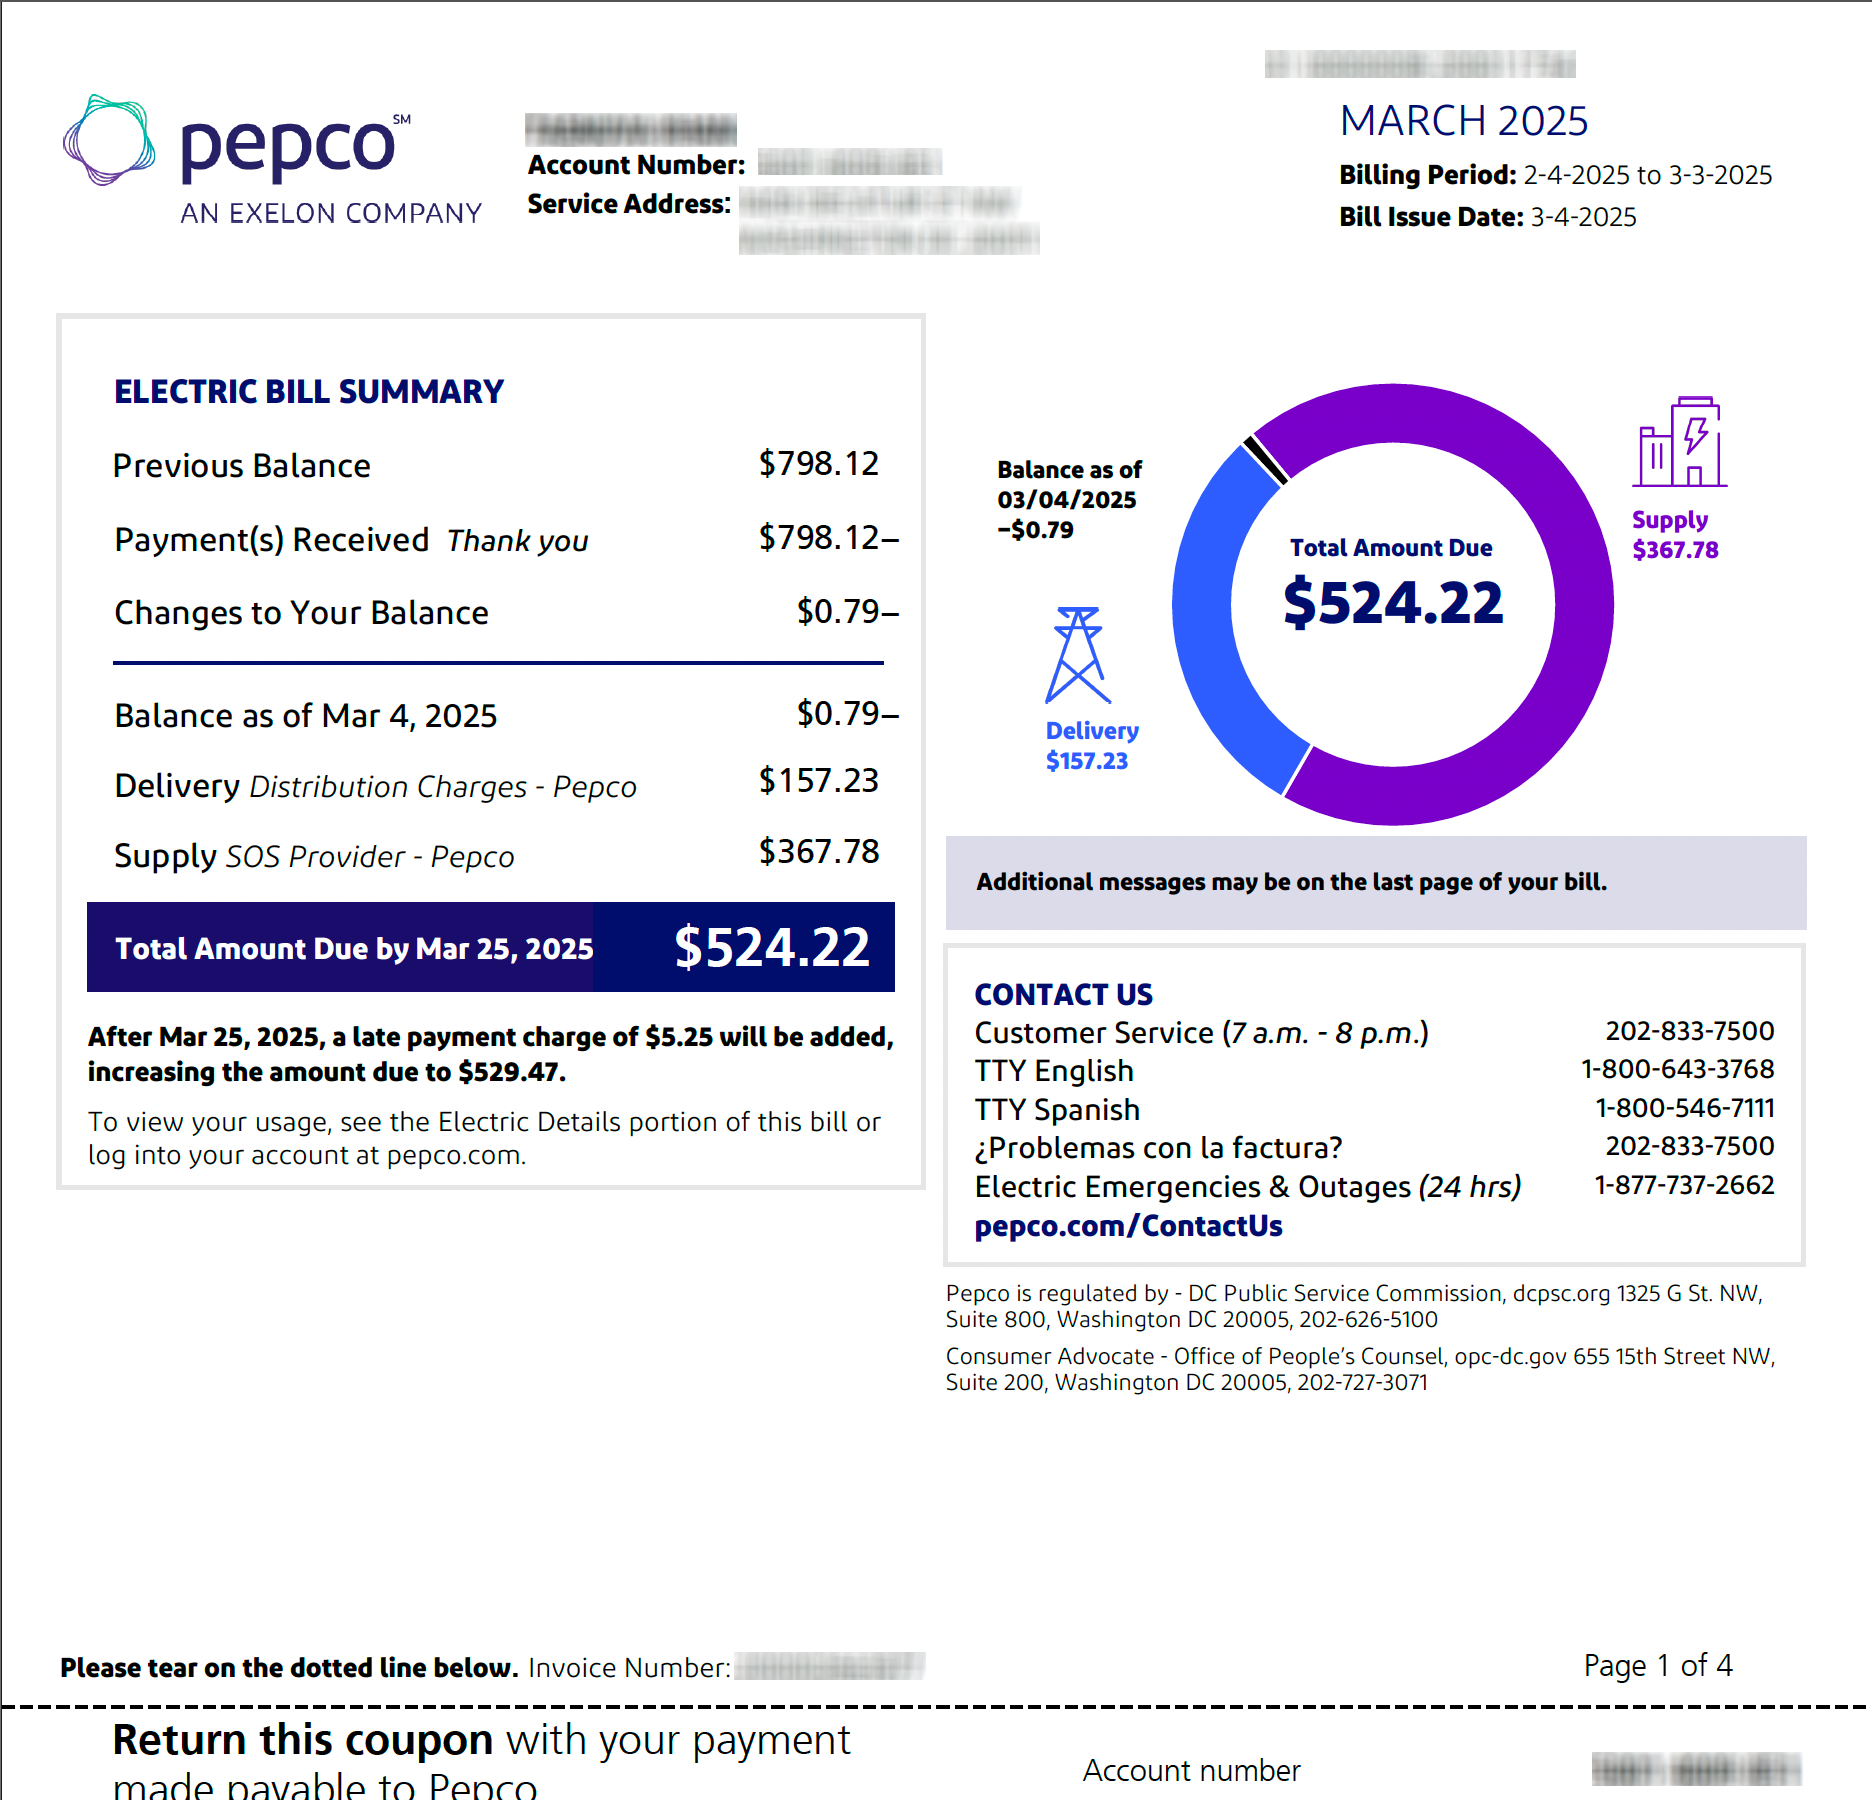 pepco℠
AN EXELON COMPANY
Account Number:
Service Address:
MARCH 2025
Billing Period: 2-4-2025 to 3-3-2025
Bill Issue Date: 3-4-2025
ELECTRIC BILL SUMMARY
Previous Balance $798.12
Payment(s) Received Thank you $798.12–
Changes to Your Balance $0.79–
Balance as of Mar 4, 2025 $0.79–
Delivery Distribution Charges - Pepco $157.23
Supply SOS Provider - Pepco $367.78
Total Amount Due by Mar 25, 2025 $524.22
After Mar 25, 2025, a late payment charge of $5.25 will be added,
increasing the amount due to $529.47.
To view your usage, see the Electric Details portion of this bill or
log into your account at pepco.com.
Balance as of
03/04/2025
–$0.79
Delivery
$157.23
Total Amount Due
$524.22
Supply
$367.78
Additional messages may be on the last page of your bill.
CONTACT US
Customer Service (7 a.m. - 8 p.m.) 202-833-7500
TTY English 1-800-643-3768
TTY Spanish 1-800-546-7111
¿Problemas con la factura? 202-833-7500
Electric Emergencies & Outages (24 hrs) 1-877-737-2662
pepco.com/ContactUs
Pepco is regulated by - DC Public Service Commission, dcpsc.org 1325 G St. NW,
Suite 800, Washington DC 20005, 202-626-5100
Consumer Advocate - Office of People’s Counsel, opc-dc.gov 655 15th Street NW,
Suite 200, Washington DC 20005, 202-727-3071
Please tear on the dotted line below. Invoice Number:
Page 1 of 4
Return this coupon with your payment
made payable to Pepco
Account number